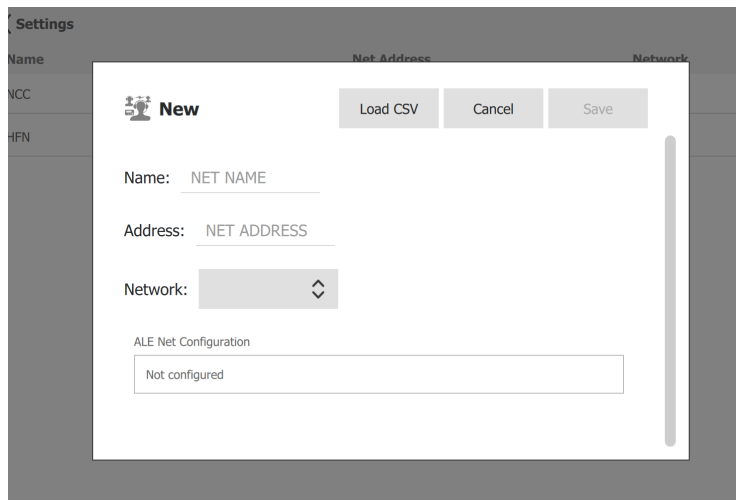 Settings
Name Net Address Network
NCC
HFN
New Load CSV Cancel Save
Name: NET NAME
Address: NET ADDRESS
Network:
ALE Net Configuration
Not configured